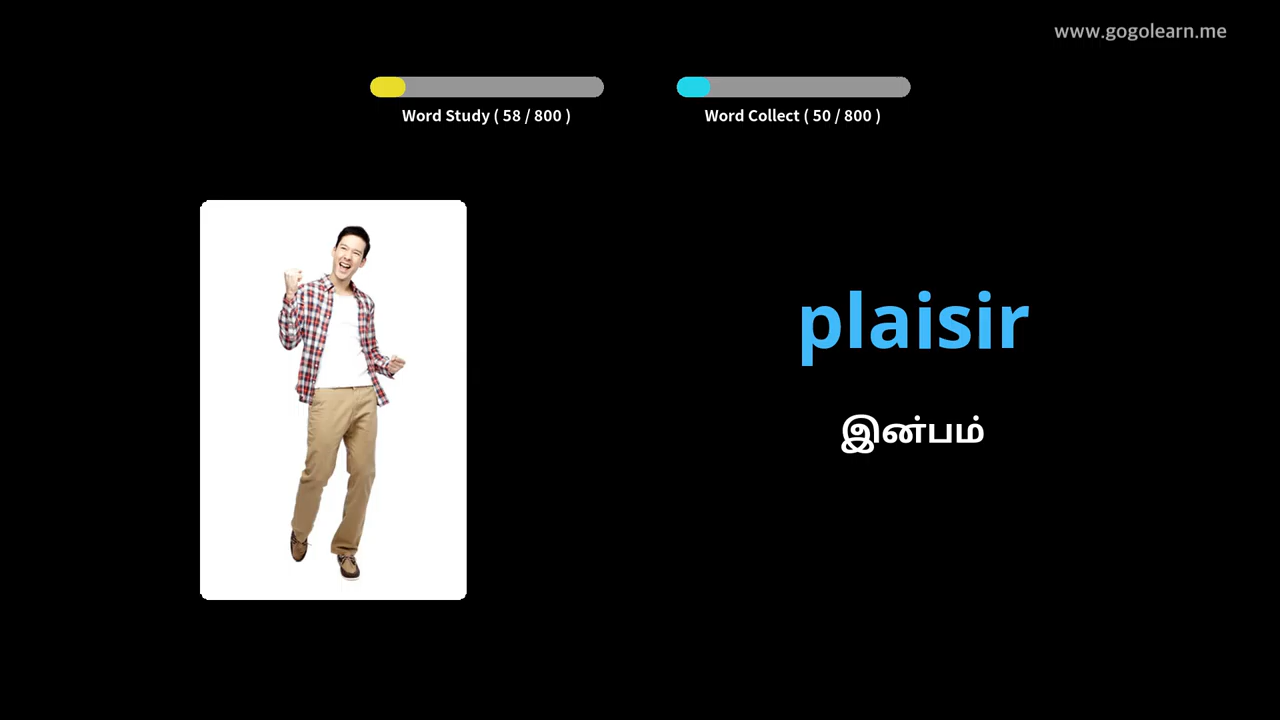 www.gogolearn.me
Word Study ( 58 / 800 )
Word Collect ( 50 / 800 )
plaisir
இன்பம்